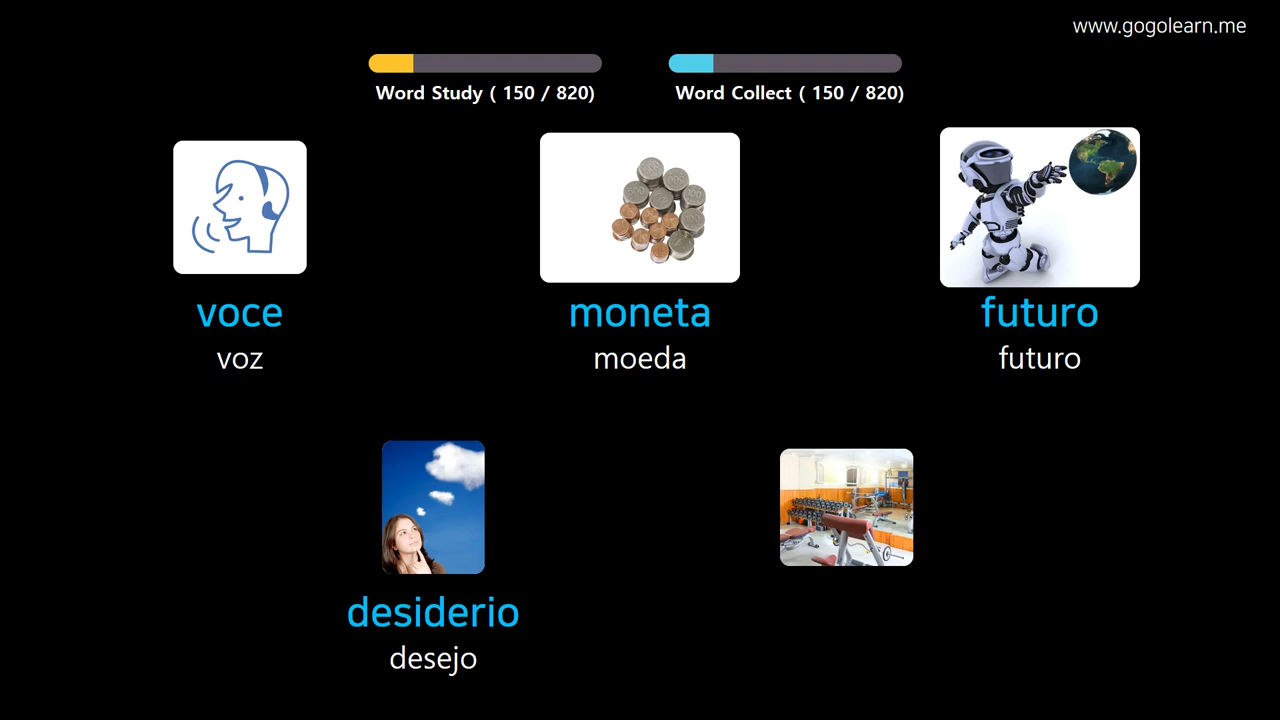 www.gogolearn.me
Word Study ( 150 / 820)
Word Collect ( 150 / 820)
voce
voz
moneta
moeda
futuro
futuro
desiderio
desejo